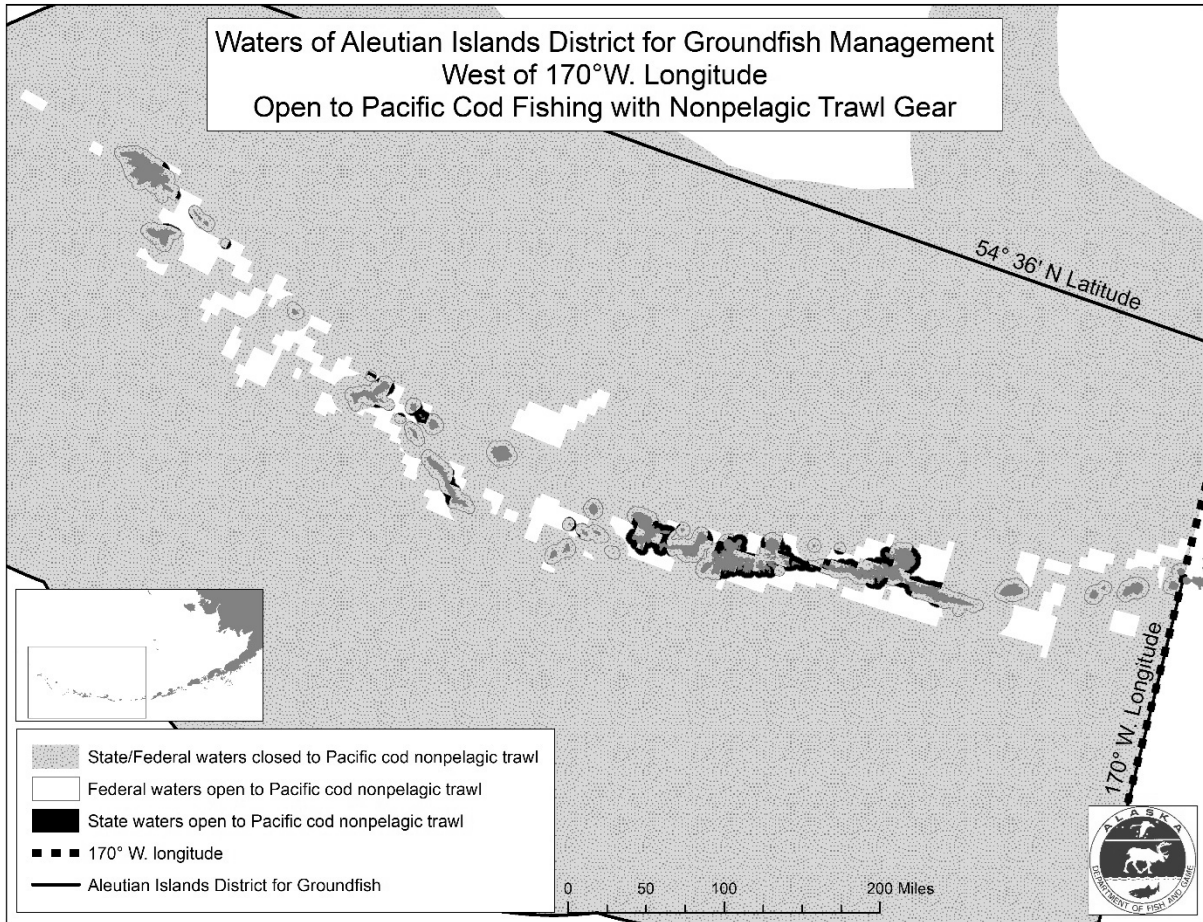 Waters of Aleutian Islands District for Groundfish Management
West of 170°W. Longitude
Open to Pacific Cod Fishing with Nonpelagic Trawl Gear
54° 36' N Latitude
170° W. Longitude
State/Federal waters closed to Pacific cod nonpelagic trawl
Federal waters open to Pacific cod nonpelagic trawl
State waters open to Pacific cod nonpelagic trawl
170° W. longitude
Aleutian Islands District for Groundfish
0 50 100 200 Miles
ALASKA
DEPARTMENT OF FISH AND GAME